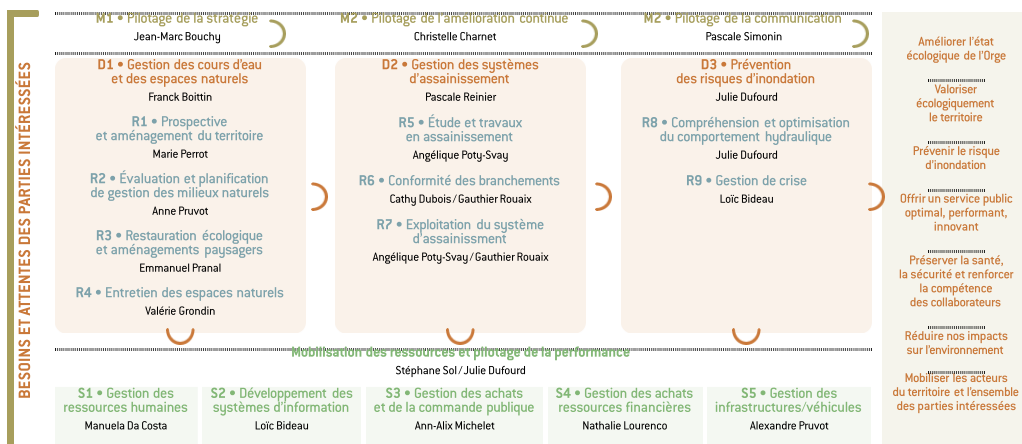 BESOINS ET ATTENTES DES PARTIES INTÉRESSÉES
M1 • Pilotage de la stratégie
Jean-Marc Bouchy
M2 • Pilotage de l'amélioration continue
Christelle Charnet
M2 • Pilotage de la communication
Pascale Simonin
D1 • Gestion des cours d'eau
et des espaces naturels
Franck Boittin
R1 • Prospective
et aménagement du territoire
Marie Perrot
R2 • Évaluation et planification
de gestion des milieux naturels
Anne Pruvot
R3 • Restauration écologique
et aménagements paysagers
Emmanuel Pranal
R4 • Entretien des espaces naturels
Valérie Grondin
D2 • Gestion des systèmes
d'assainissement
Pascale Reinier
R5 • Étude et travaux
en assainissement
Angélique Poty-Svay
R6 • Conformité des branchements
Cathy Dubois / Gauthier Rouaix
R7 • Exploitation du système
d'assainissment
Angélique Poty-Svay / Gauthier Rouaix
D3 • Prévention
des risques d'inondation
Julie Dufourd
R8 • Compréhension et optimisation
du comportement hydraulique
Julie Dufourd
R9 • Gestion de crise
Loïc Bideau
Mobilisation des ressources et pilotage de la performance
Stéphane Sol / Julie Dufourd
S1 • Gestion des
ressources humaines
Manuela Da Costa
S2 • Développement des
systèmes d'information
Loïc Bideau
S3 • Gestion des achats
et de la commande publique
Ann-Alix Michelet
S4 • Gestion des achats
ressources financières
Nathalie Lourenco
S5 • Gestion des
infrastructures/véhicules
Alexandre Pruvot
Améliorer l'état
écologique de l'Orge
Valoriser
écologiquement
le territoire
Prévenir le risque
d'inondation
Offrir un service public
optimal, performant,
innovant
Préserver la santé,
la sécurité et renforcer
la compétence
des collaborateurs
Réduire nos impacts
sur l'environnement
Mobiliser les acteurs
du territoire et l'ensemble
des parties intéressées